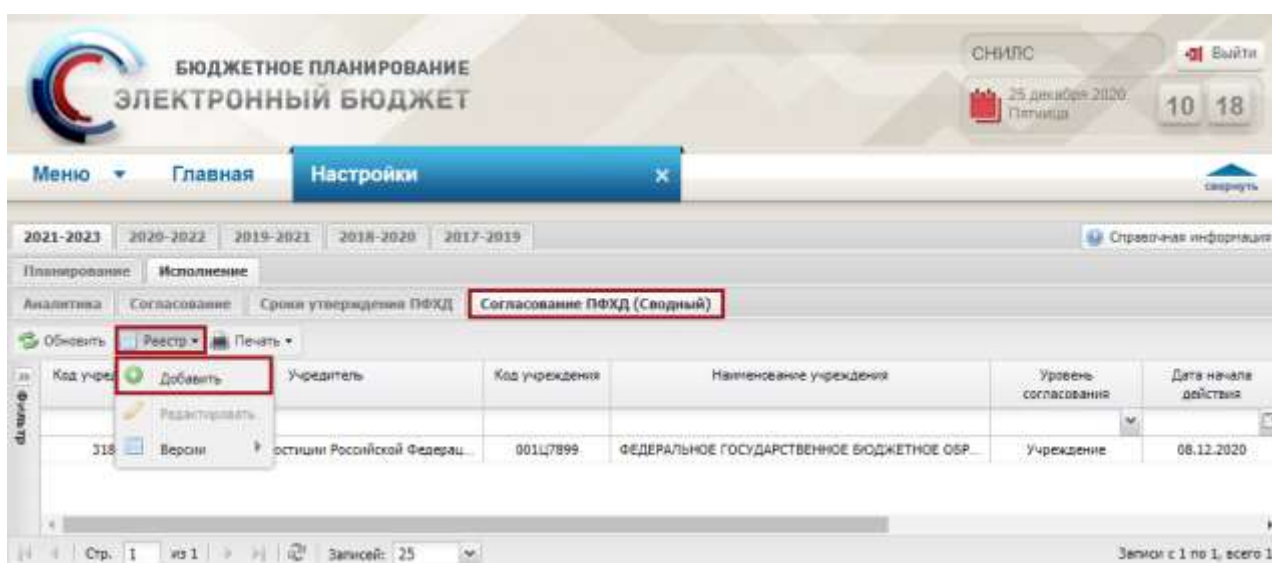 БЮДЖЕТНОЕ ПЛАНИРОВАНИЕ
ЭЛЕКТРОННЫЙ БЮДЖЕТ
СНИЛС
Выйти
25 декабря 2020
Пятница
10 18
Меню Главная Настройки
свернуть
2021-2023 2020-2022 2019-2021 2018-2020 2017-2019 Справочная информация
Планирование Исполнение
Аналитика Согласование Сроки утверждения ПФХД Согласование ПФХД (Сводный)
Обновить Реестр Печать
Фильтр
Код учред Учредитель Код учреждения Наименование учреждения Уровень согласования Дата начала действия
Добавить
Редактировать
Версии
318 остиции Российской Федерац... 001Ц7899 ФЕДЕРАЛЬНОЕ ГОСУДАРСТВЕННОЕ БЮДЖЕТНОЕ ОБР... Учреждение 08.12.2020
Стр. 1 из 1 Записей: 25 Записи с 1 по 1, всего 1